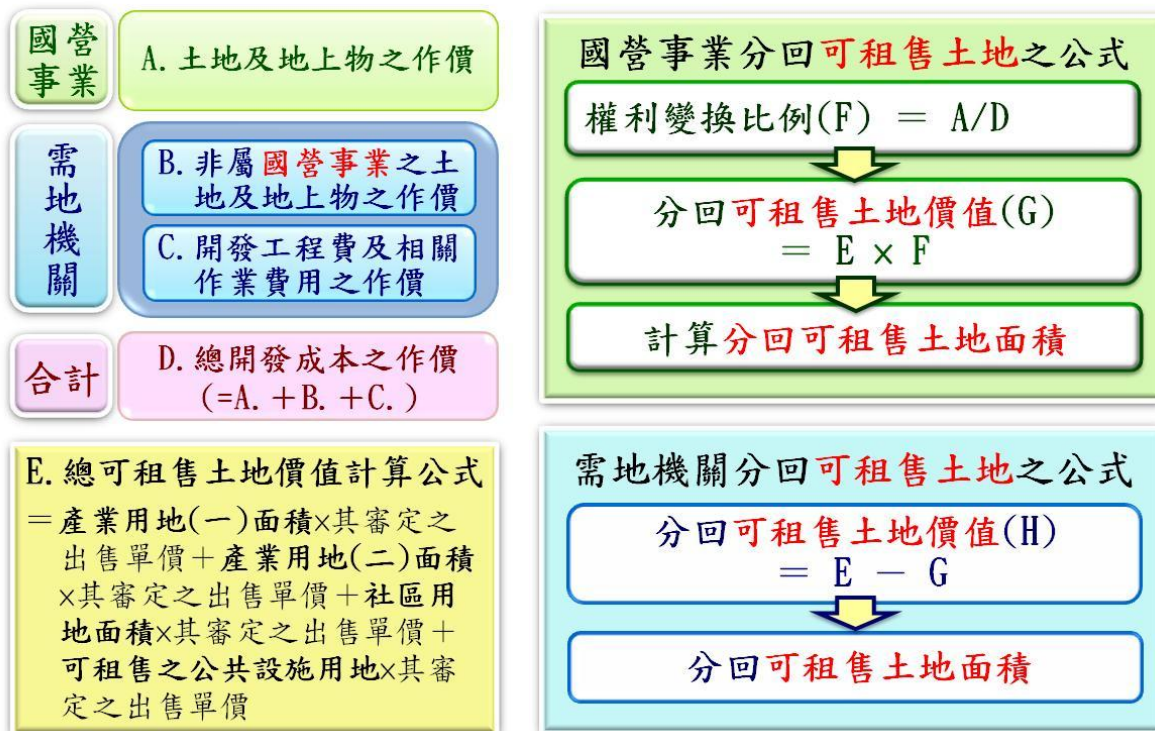 國營
事業
A. 土地及地上物之作價
需
地
機
關
B. 非屬國營事業之土
地及地上物之作價
C. 開發工程費及相關
作業費用之作價
合計
D. 總開發成本之作價
(=A. +B. +C. )
E. 總可租售土地價值計算公式
＝產業用地(一)面積×其審定之
出售單價＋產業用地(二)面積
×其審定之出售單價＋社區用
地面積×其審定之出售單價＋
可租售之公共設施用地×其審
定之出售單價
國營事業分回可租售土地之公式
權利變換比例(F) ＝ A/D
分回可租售土地價值(G)
＝ E × F
計算分回可租售土地面積
需地機關分回可租售土地之公式
分回可租售土地價值(H)
＝ E － G
分回可租售土地面積